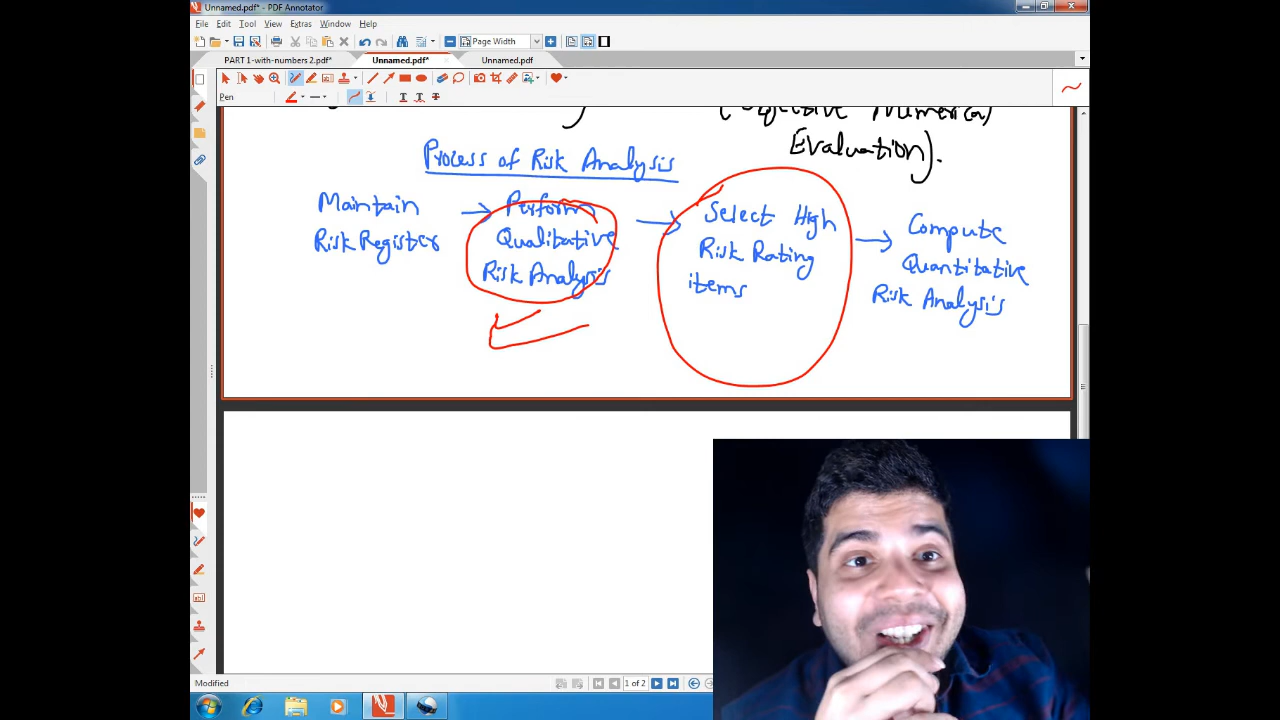 Unnamed.pdf* - PDF Annotator
File Edit Tool View Extras Window Help
Page Width
PART 1-with-numbers 2.pdf* Unnamed.pdf* Unnamed.pdf
Pen
(Objective Numerical
Evaluation).
Process of Risk Analysis
Maintain
Risk Register
Perform
Qualitative
Risk Analysis
Select High
Risk Rating
items
Compute
Quantitative
Risk Analysis
Modified
1 of 2